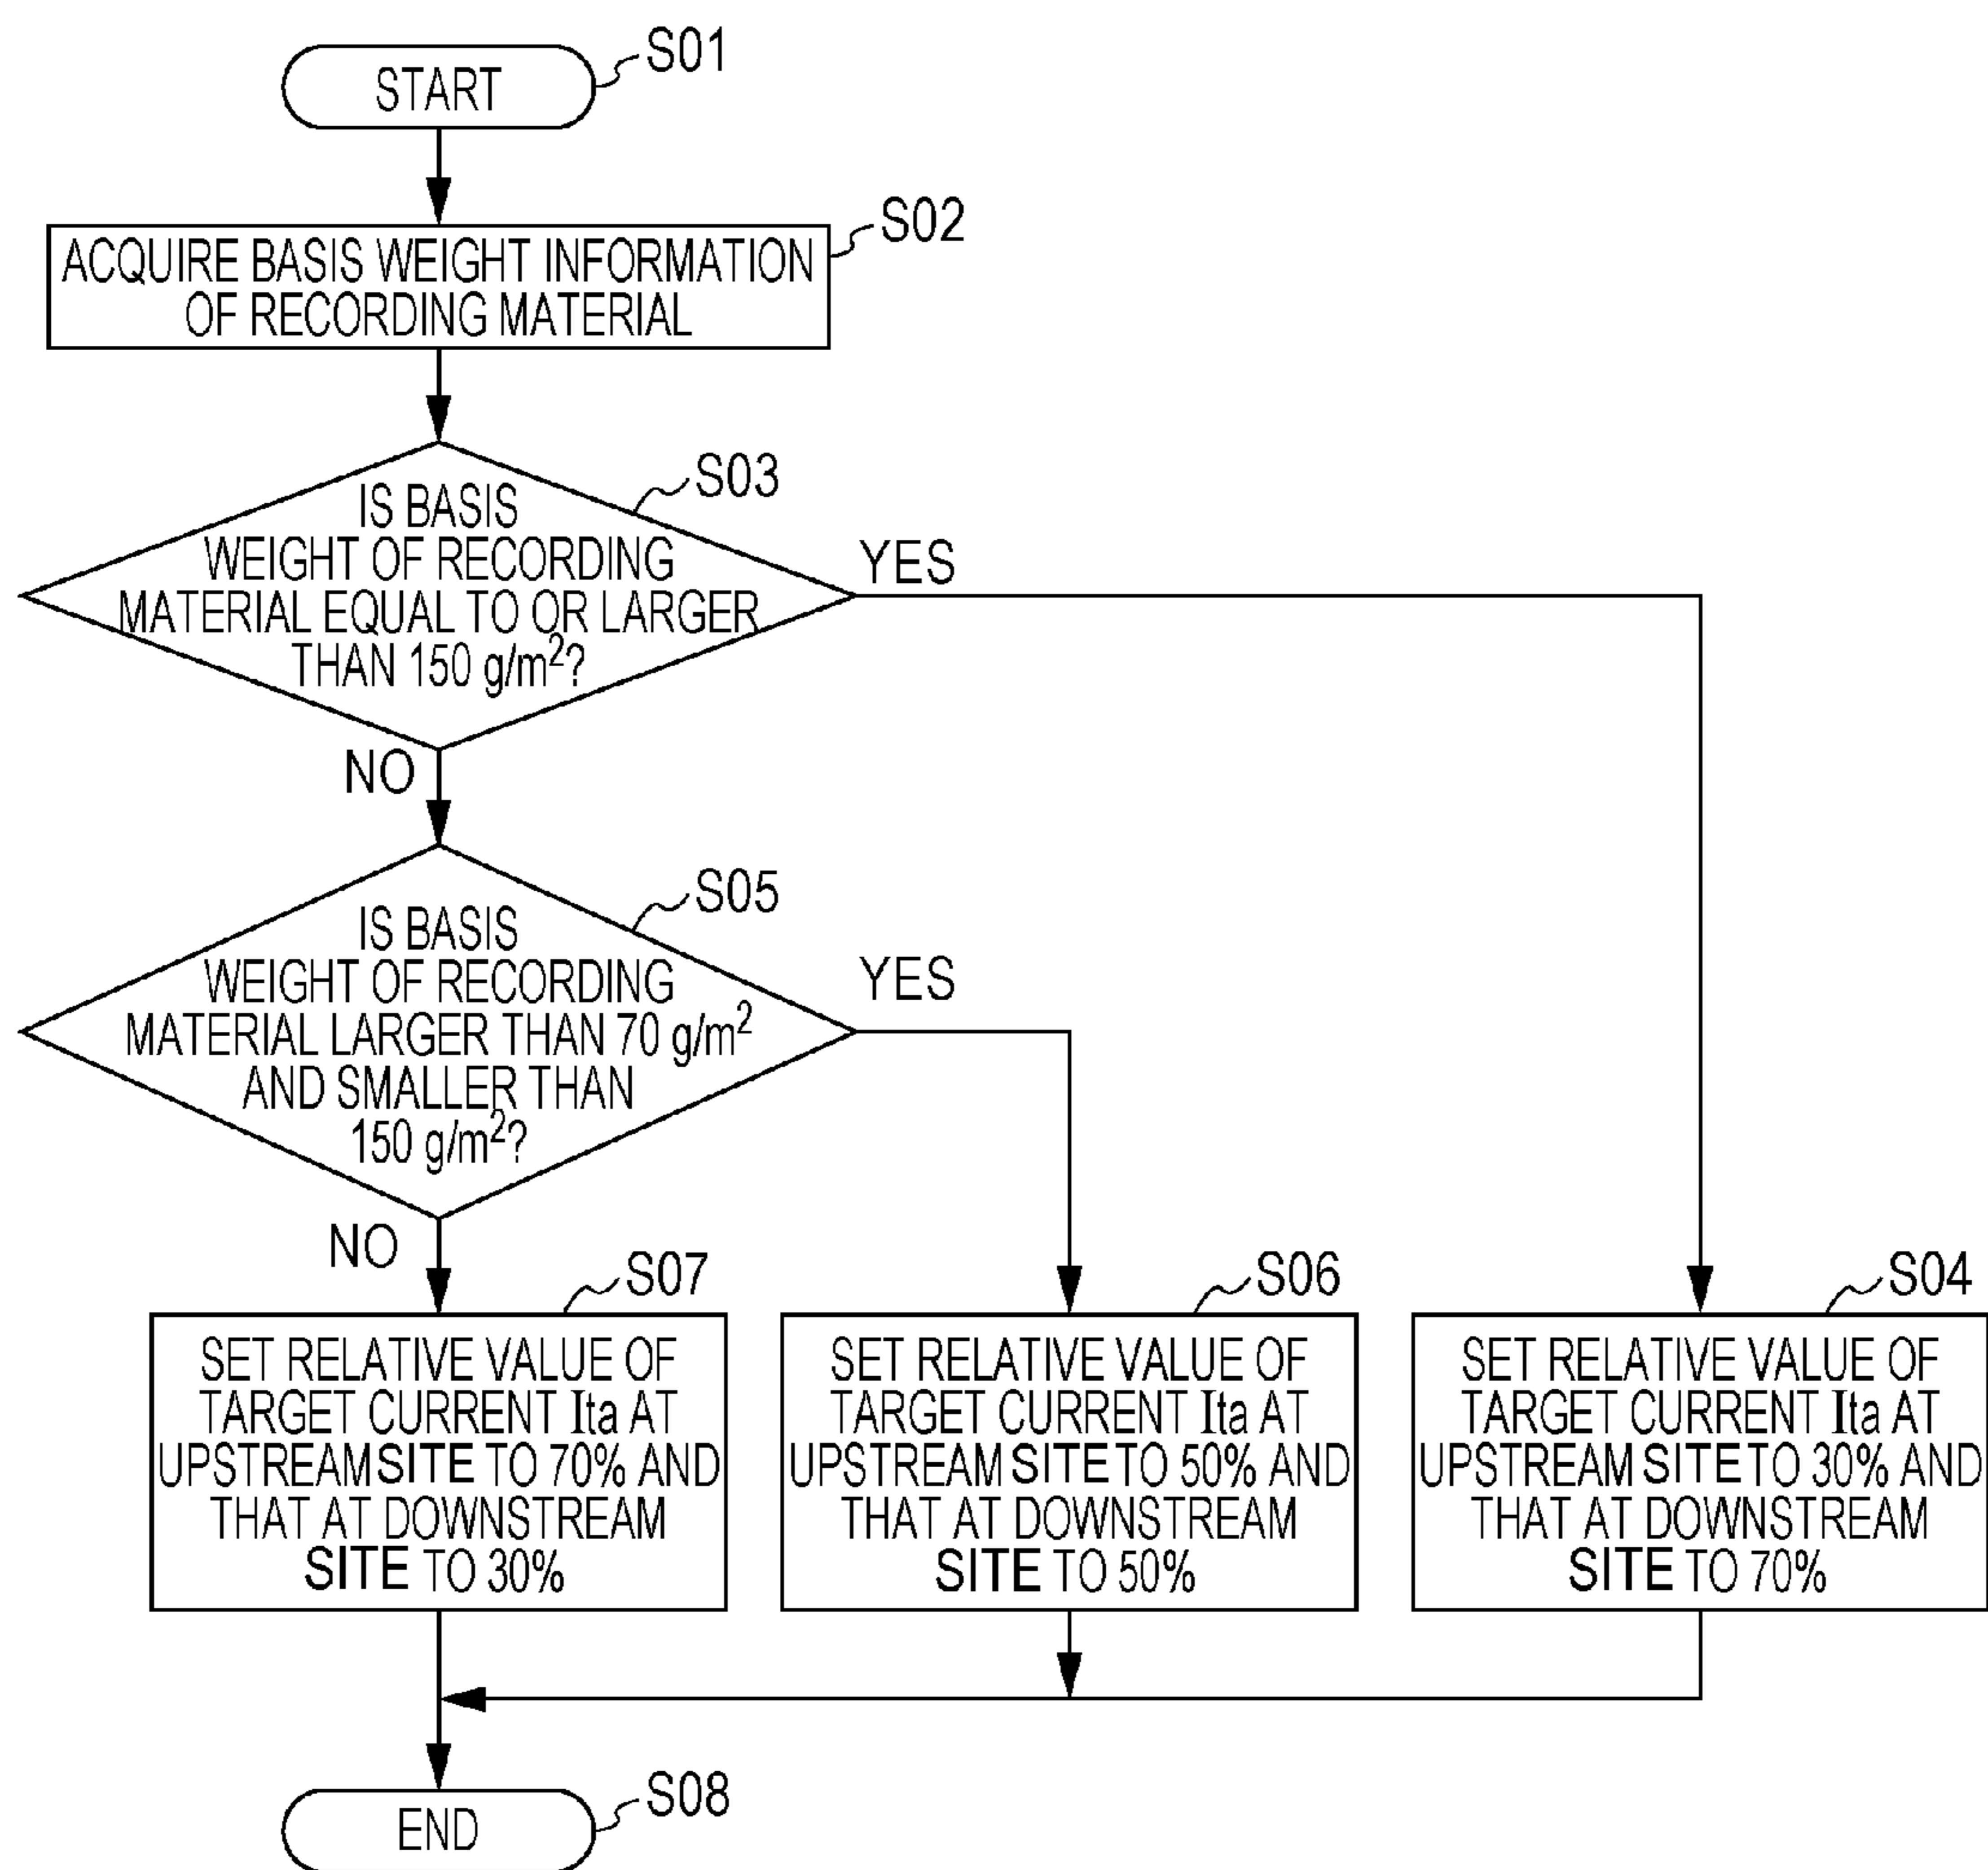 START
S01
ACQUIRE BASIS WEIGHT INFORMATION
OF RECORDING MATERIAL
S02
IS BASIS
WEIGHT OF RECORDING
MATERIAL EQUAL TO OR LARGER
THAN 150 g/m²?
S03
YES
NO
IS BASIS
WEIGHT OF RECORDING
MATERIAL LARGER THAN 70 g/m²
AND SMALLER THAN
150 g/m²?
S05
YES
NO
S07
SET RELATIVE VALUE OF
TARGET CURRENT Ita AT
UPSTREAM SITE TO 70% AND
THAT AT DOWNSTREAM
SITE TO 30%
S06
SET RELATIVE VALUE OF
TARGET CURRENT Ita AT
UPSTREAM SITE TO 50% AND
THAT AT DOWNSTREAM
SITE TO 50%
S04
SET RELATIVE VALUE OF
TARGET CURRENT Ita AT
UPSTREAM SITE TO 30% AND
THAT AT DOWNSTREAM
SITE TO 70%
END
S08